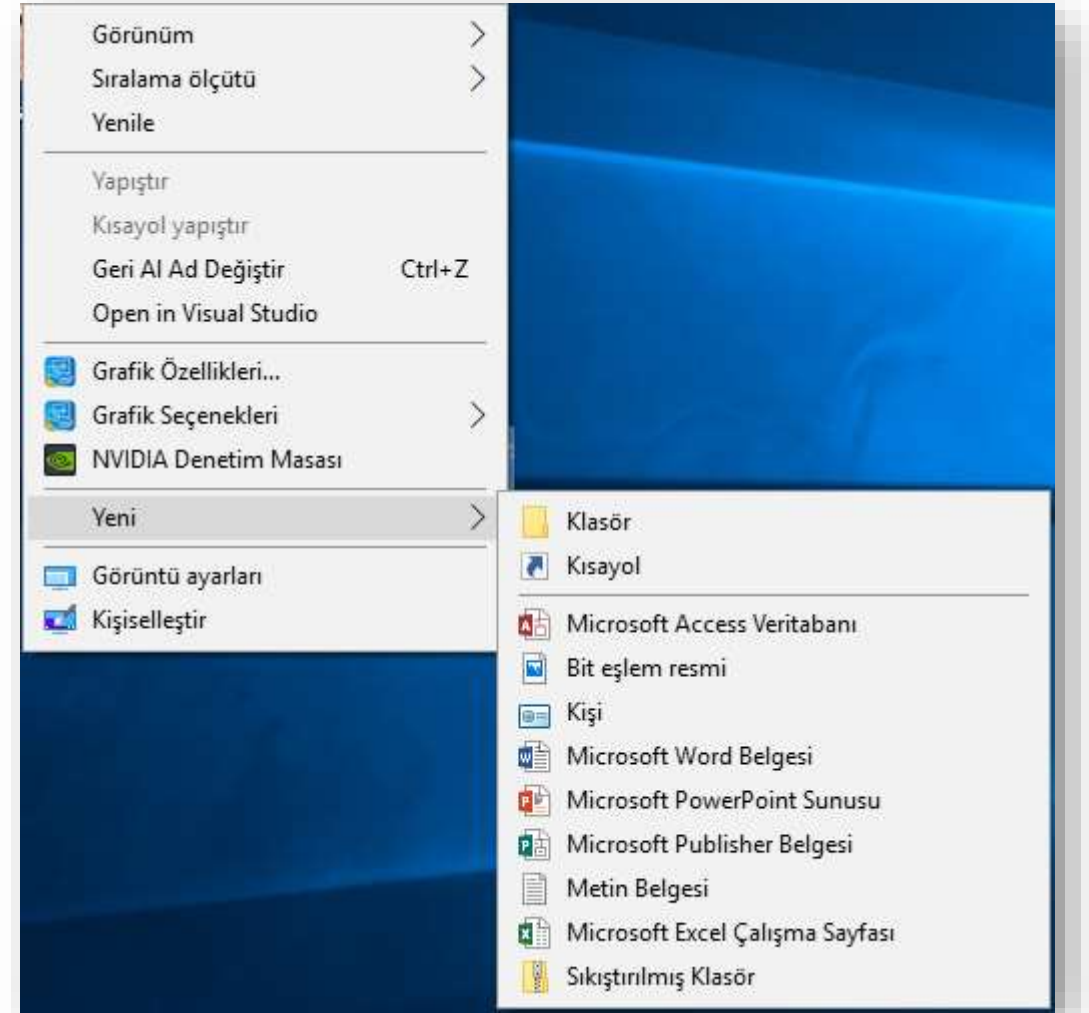 Görünüm
Sıralama ölçütü
Yenile
Yapıştır
Kısayol yapıştır
Geri Al Ad Değiştir Ctrl+Z
Open in Visual Studio
Grafik Özellikleri...
Grafik Seçenekleri
NVIDIA Denetim Masası
Yeni
Görüntü ayarları
Kişiselleştir
Klasör
Kısayol
Microsoft Access Veritabanı
Bit eşlem resmi
Kişi
Microsoft Word Belgesi
Microsoft PowerPoint Sunusu
Microsoft Publisher Belgesi
Metin Belgesi
Microsoft Excel Çalışma Sayfası
Sıkıştırılmış Klasör